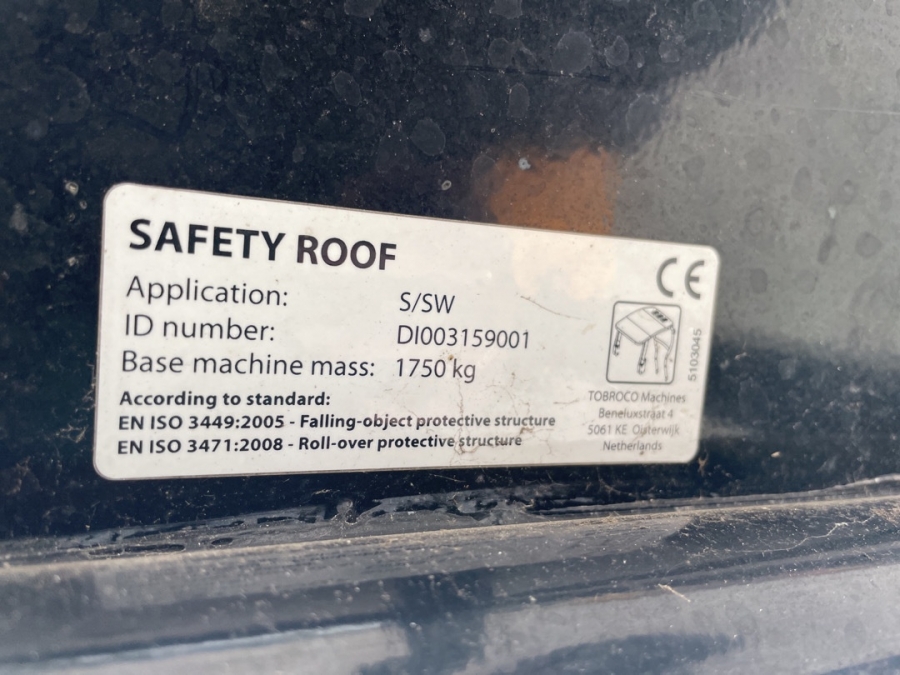 SAFETY ROOF
CE
Application: S/SW
ID number: DI003159001
Base machine mass: 1750 kg
According to standard:
EN ISO 3449:2005 - Falling-object protective structure
EN ISO 3471:2008 - Roll-over protective structure
5103045
TOBROCO Machines
Beneluxstraat 4
5061 KE Oisterwijk
Netherlands